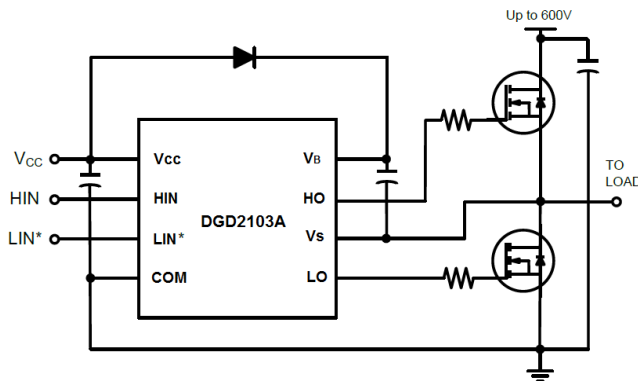 Up to 600V
VCC
Vcc
VB
HIN
HIN
HO
TO
LOAD
DGD2103A
LIN*
LIN*
Vs
COM
LO